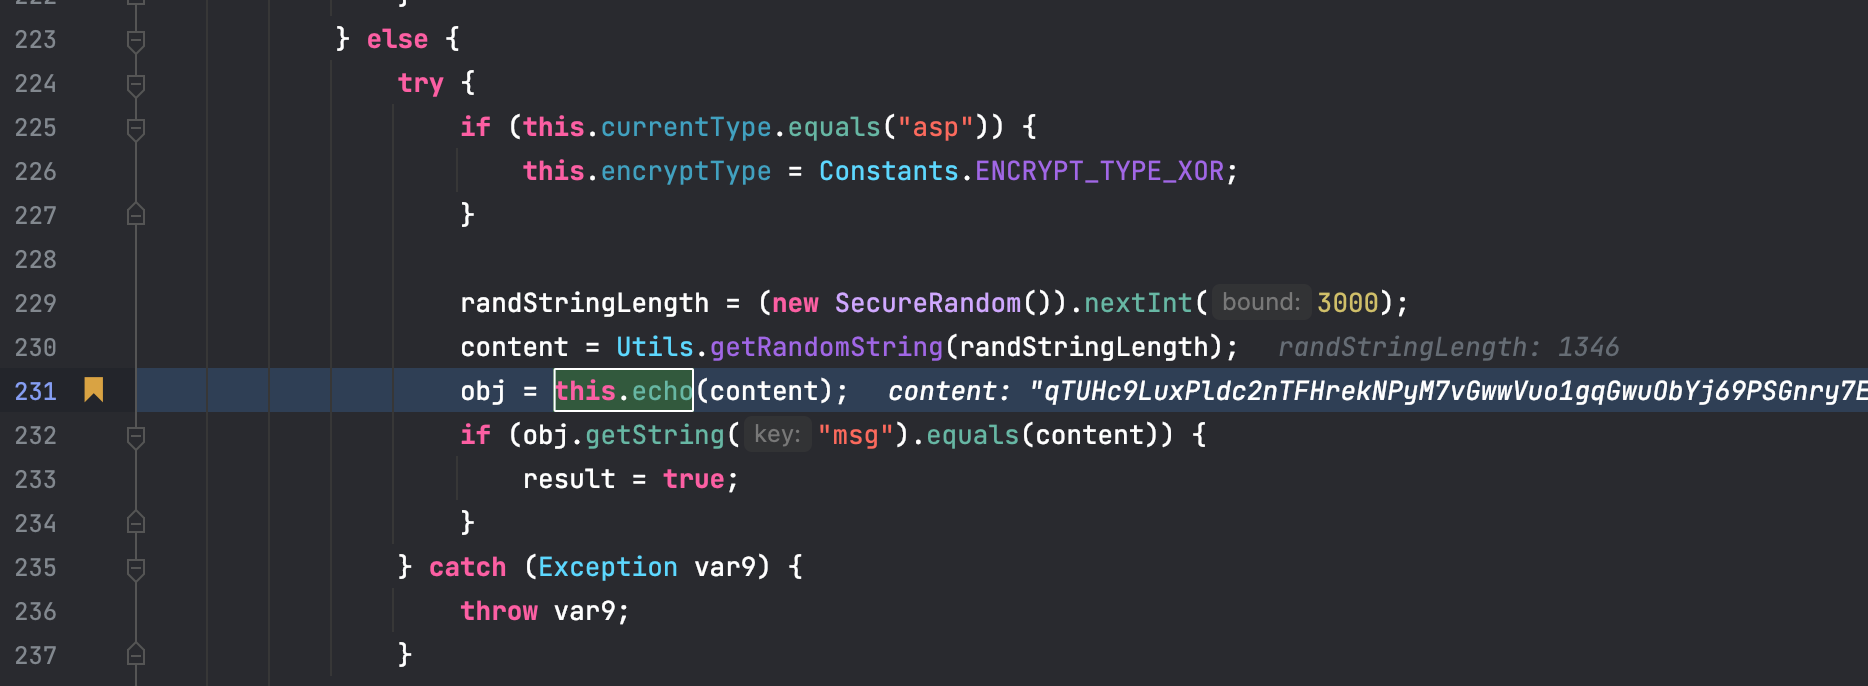 222 }
223 } else {
224 try {
225 if (this.currentType.equals("asp")) {
226 this.encryptType = Constants.ENCRYPT_TYPE_XOR;
227 }
228
229 randStringLength = (new SecureRandom()).nextInt( bound: 3000);
230 content = Utils.getRandomString(randStringLength); randStringLength: 1346
231 obj = this.echo(content); content: "qTUHc9LuxPldc2nTFHrekNPyM7vGwwVuo1gqGwuObYj69PSGnry7E
232 if (obj.getString( key: "msg").equals(content)) {
233 result = true;
234 }
235 } catch (Exception var9) {
236 throw var9;
237 }